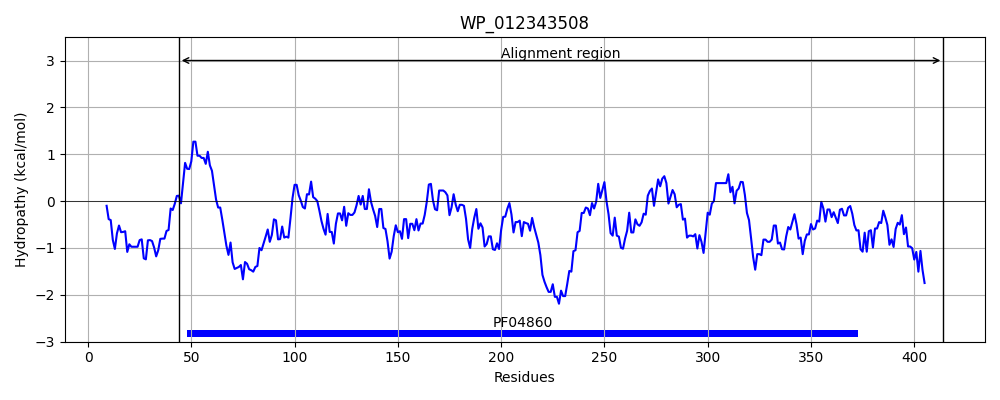 WP_012343508
Alignment region
3
2
1
0
−1
−2
−3
Hydropathy (kcal/mol)
PF04860
0 50 100 150 200 250 300 350 400
Residues